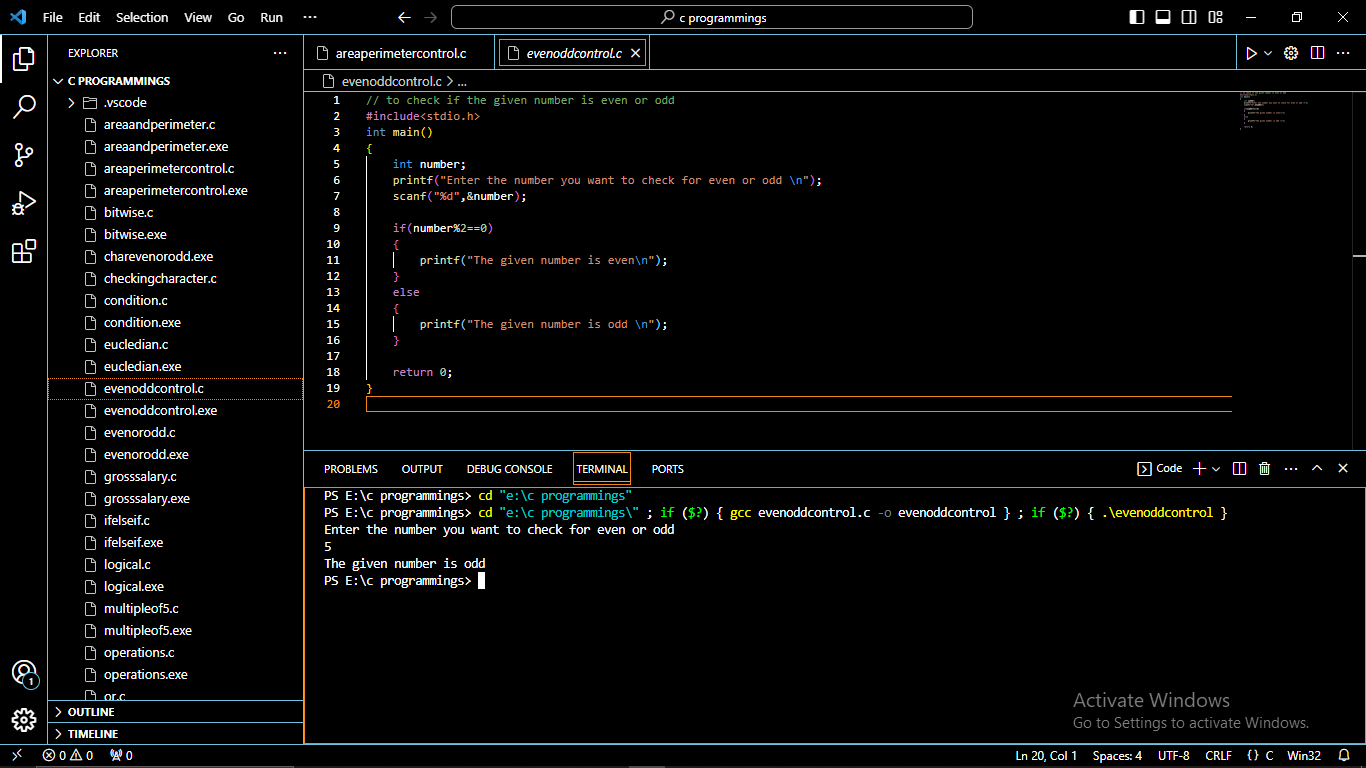 File Edit Selection View Go Run ··· c programmings
EXPLORER ···
C PROGRAMMINGS
.vscode
areaandperimeter.c
areaandperimeter.exe
areaperimetercontrol.c
areaperimetercontrol.exe
bitwise.c
bitwise.exe
charevenorodd.exe
checkingcharacter.c
condition.c
condition.exe
eucledian.c
eucledian.exe
evenoddcontrol.c
evenoddcontrol.exe
evenorodd.c
evenorodd.exe
grosssalary.c
grosssalary.exe
ifelseif.c
ifelseif.exe
logical.c
logical.exe
multipleof5.c
multipleof5.exe
operations.c
operations.exe
or.c
OUTLINE
TIMELINE
areaperimetercontrol.c evenoddcontrol.c
evenoddcontrol.c > ...
1 // to check if the given number is even or odd
2 #include<stdio.h>
3 int main()
4 {
5 int number;
6 printf("Enter the number you want to check for even or odd \n");
7 scanf("%d",&number);
8
9 if(number%2==0)
10 {
11 printf("The given number is even\n");
12 }
13 else
14 {
15 printf("The given number is odd \n");
16 }
17
18 return 0;
19 }
20
PROBLEMS OUTPUT DEBUG CONSOLE TERMINAL PORTS Code
PS E:\c programmings> cd "e:\c programmings"
PS E:\c programmings> cd "e:\c programmings\" ; if ($?) { gcc evenoddcontrol.c -o evenoddcontrol } ; if ($?) { .\evenoddcontrol }
Enter the number you want to check for even or odd
5
The given number is odd
PS E:\c programmings>
Activate Windows
Go to Settings to activate Windows.
1
0 0 0 Ln 20, Col 1 Spaces: 4 UTF-8 CRLF {} C Win32